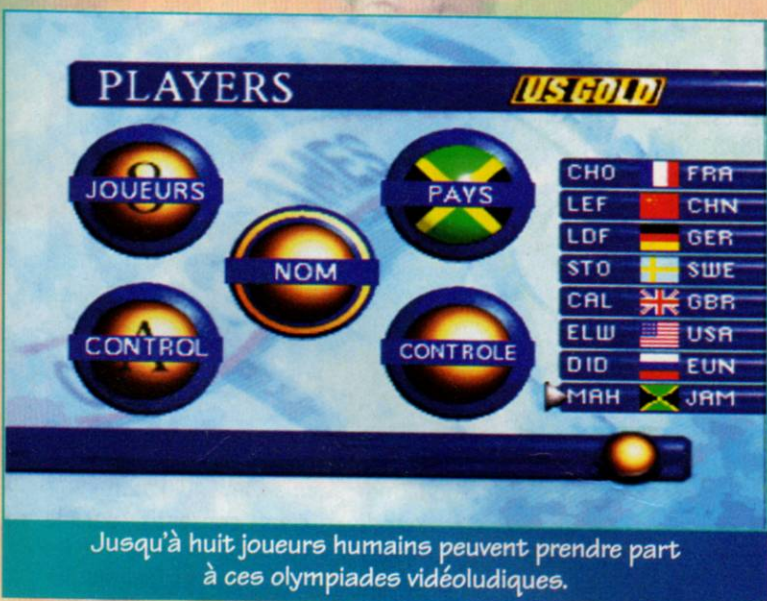 PLAYERS
US GOLD
8
JOUEURS
PAYS
NOM
A
CONTROL
CONTROLE
CHO FRA
LEF CHN
LDF GER
STO SWE
CAL GBR
ELW USA
DID EUN
MAH JAM
Jusqu'à huit joueurs humains peuvent prendre part
à ces olympiades vidéoludiques.